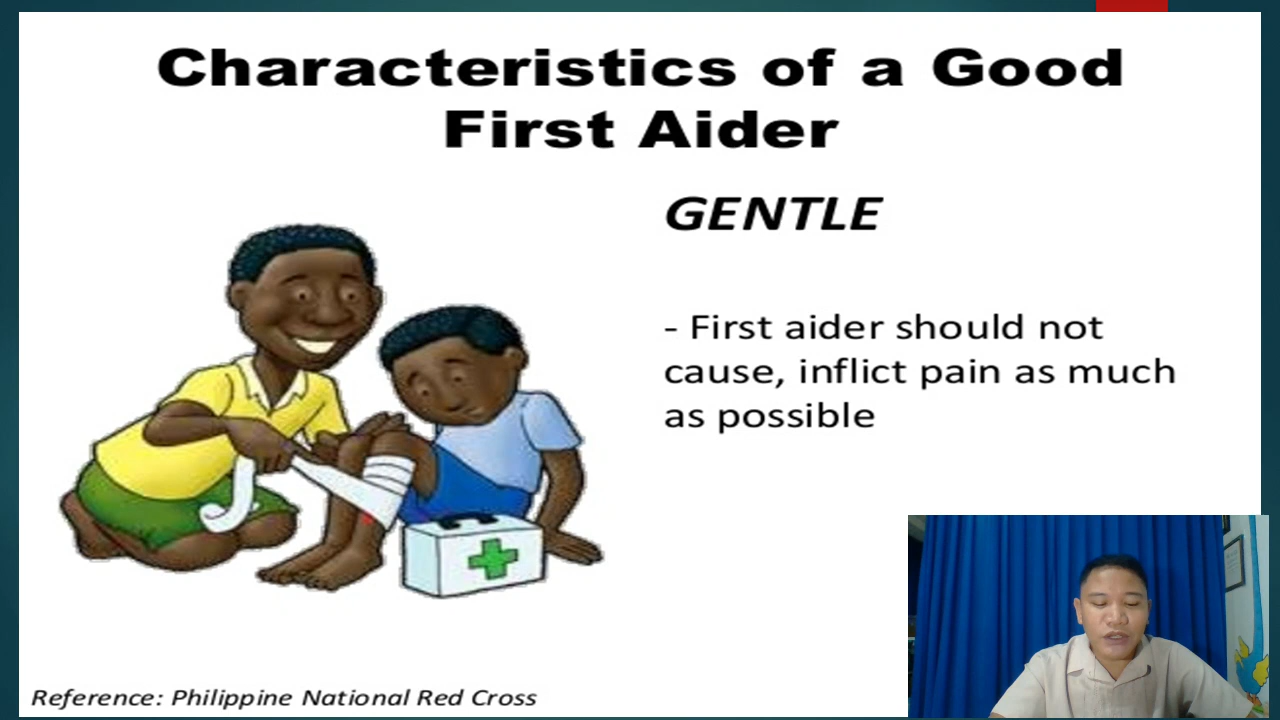 Characteristics of a Good
First Aider
GENTLE
- First aider should not
cause, inflict pain as much
as possible
Reference: Philippine National Red Cross